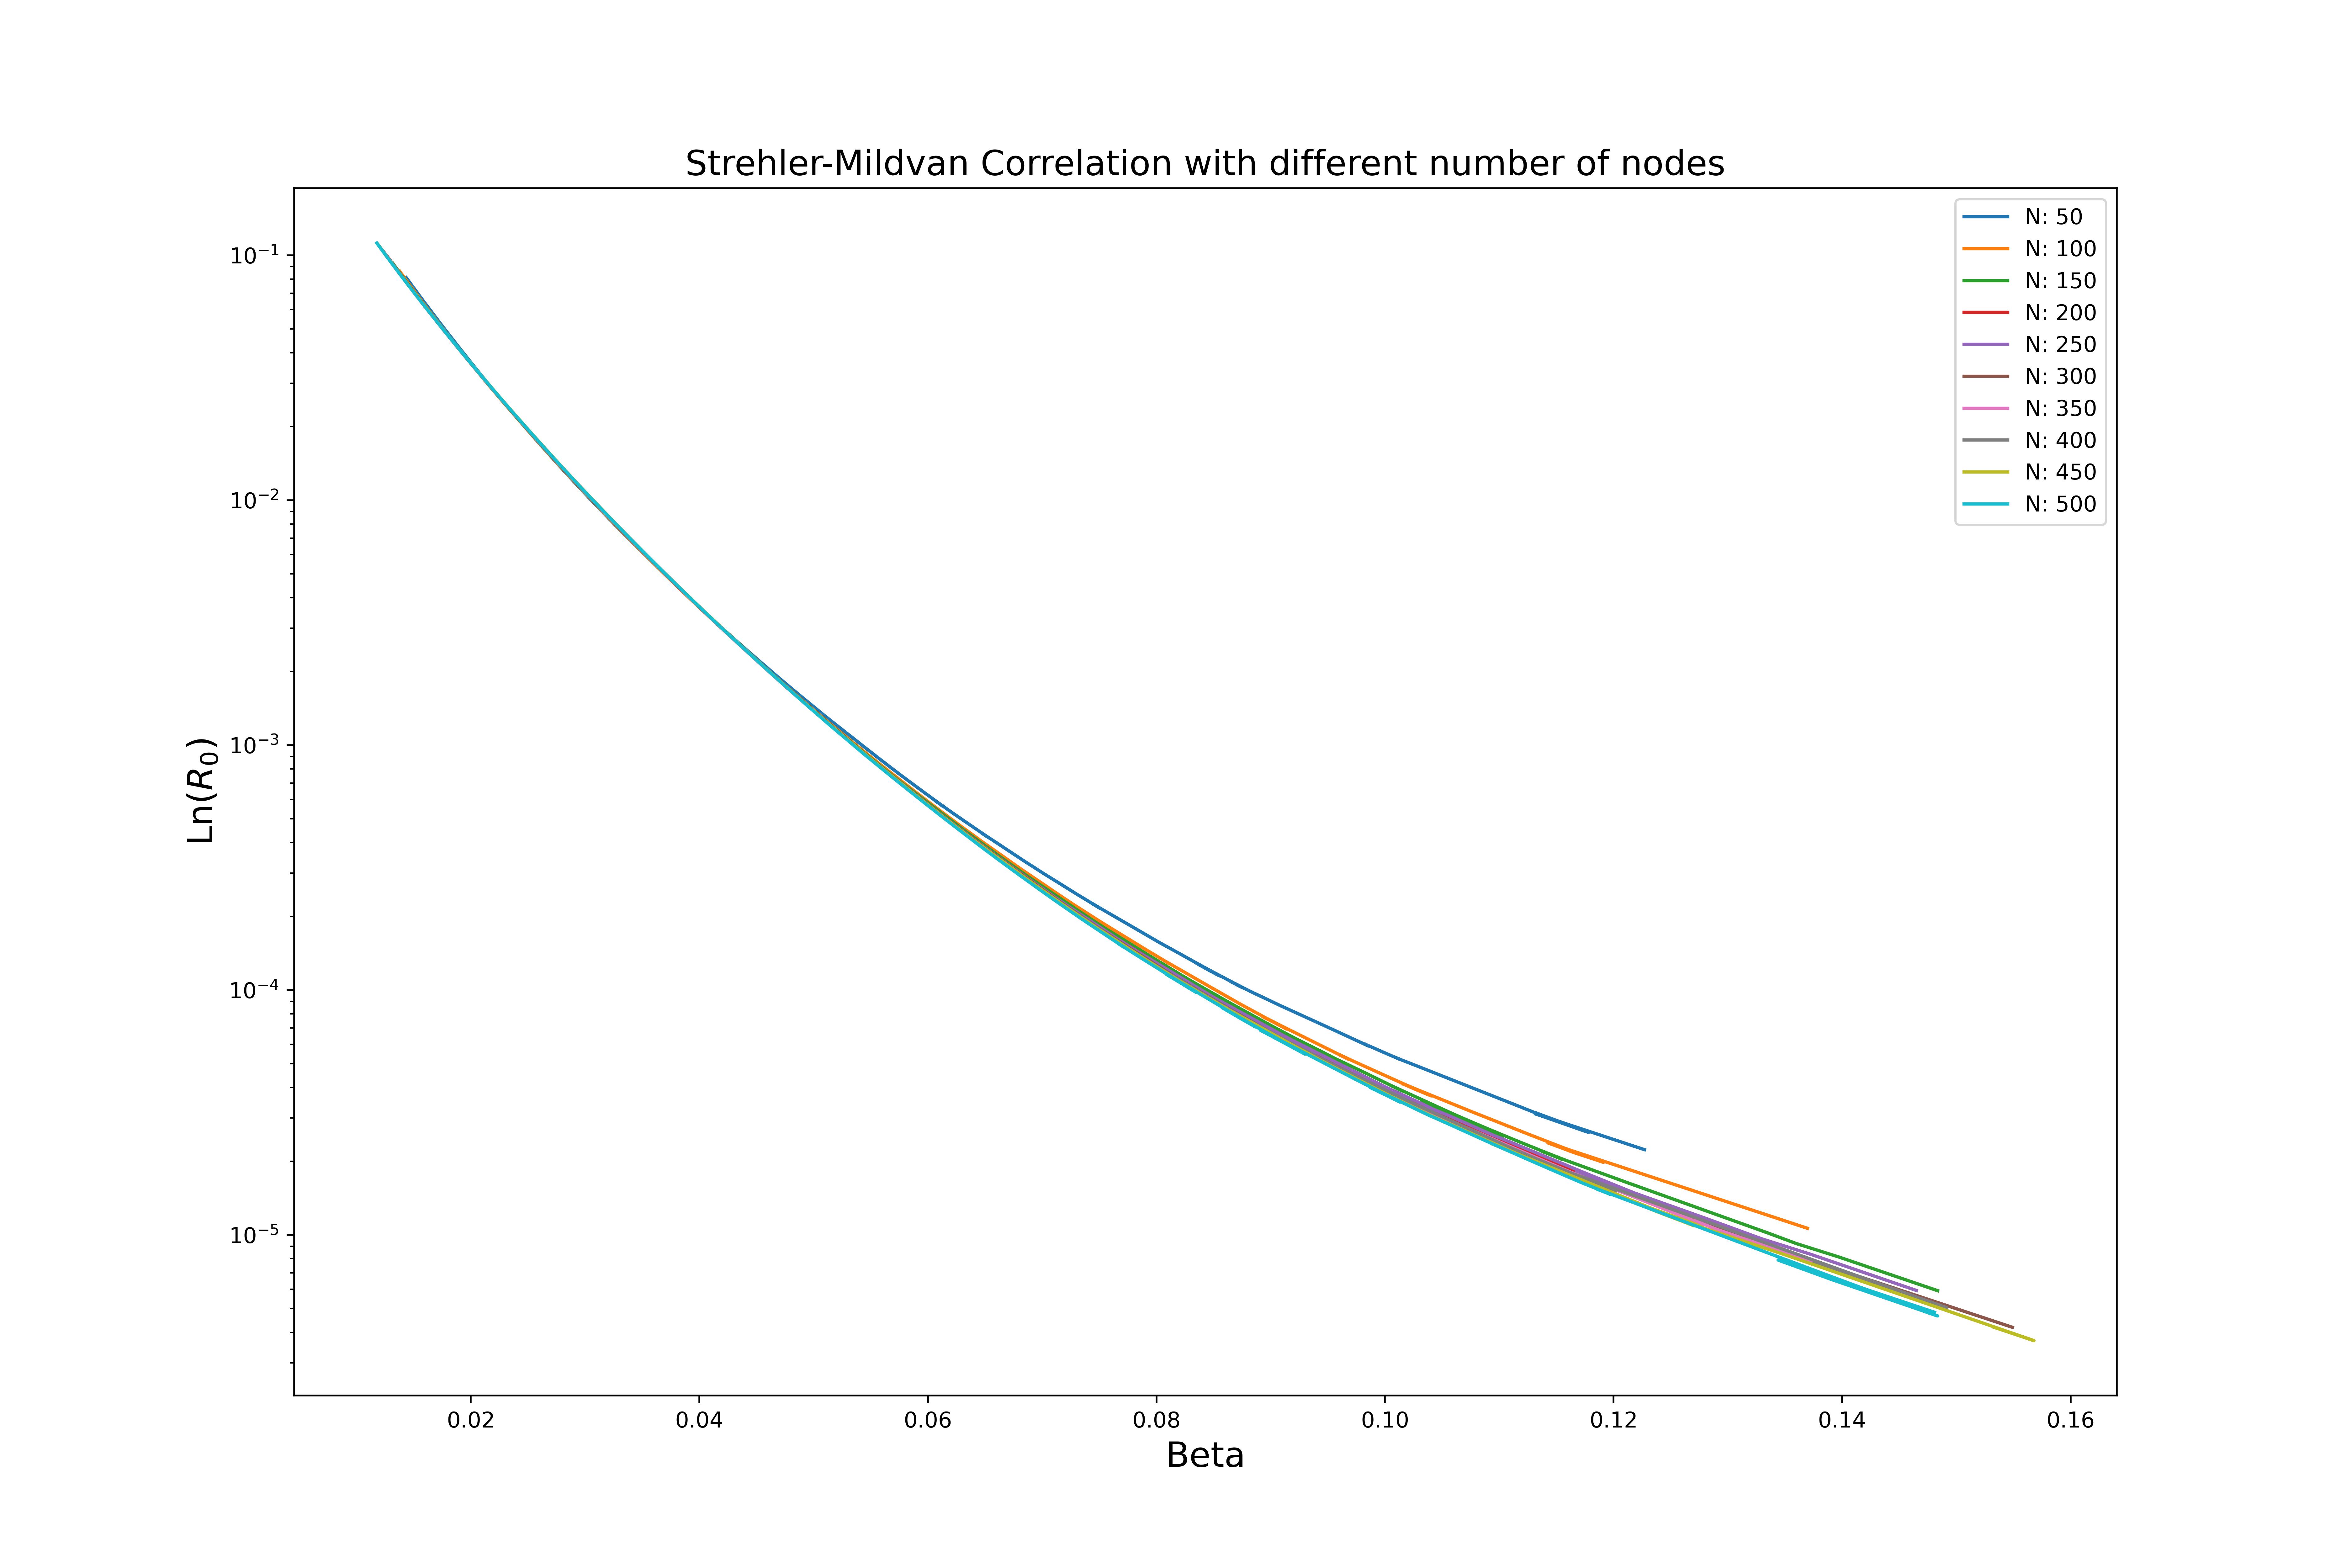 Strehler-Mildvan Correlation with different number of nodes
N: 50
N: 100
N: 150
N: 200
N: 250
N: 300
N: 350
N: 400
N: 450
N: 500
Ln(R₀)
10⁻¹
10⁻²
10⁻³
10⁻⁴
10⁻⁵
0.02 0.04 0.06 0.08 0.10 0.12 0.14 0.16
Beta